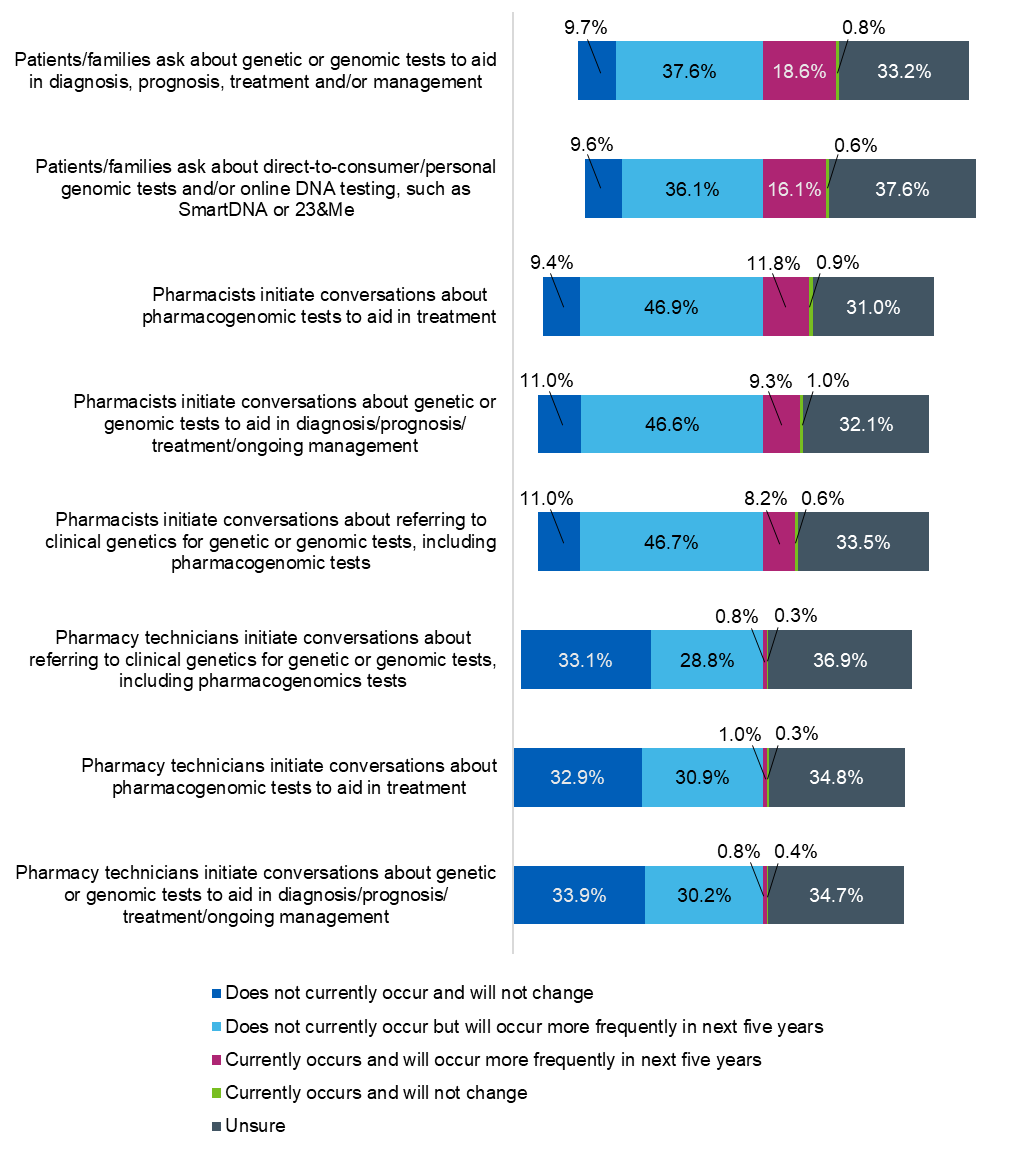 9.7%
0.8%
Patients/families ask about genetic or genomic tests to aid
in diagnosis, prognosis, treatment and/or management
37.6%
18.6%
33.2%
9.6%
0.6%
Patients/families ask about direct-to-consumer/personal
genomic tests and/or online DNA testing, such as
SmartDNA or 23&Me
36.1%
16.1%
37.6%
9.4%
11.8%
0.9%
Pharmacists initiate conversations about
pharmacogenomic tests to aid in treatment
46.9%
31.0%
11.0%
9.3%
1.0%
Pharmacists initiate conversations about genetic or
genomic tests to aid in diagnosis/prognosis/
treatment/ongoing management
46.6%
32.1%
11.0%
8.2%
0.6%
Pharmacists initiate conversations about referring to
clinical genetics for genetic or genomic tests, including
pharmacogenomic tests
46.7%
33.5%
0.8%
0.3%
Pharmacy technicians initiate conversations about
referring to clinical genetics for genetic or genomic tests,
including pharmacogenomics tests
33.1%
28.8%
36.9%
1.0%
0.3%
Pharmacy technicians initiate conversations about
pharmacogenomic tests to aid in treatment
32.9%
30.9%
34.8%
0.8%
0.4%
Pharmacy technicians initiate conversations about genetic
or genomic tests to aid in diagnosis/prognosis/
treatment/ongoing management
33.9%
30.2%
34.7%
Does not currently occur and will not change
Does not currently occur but will occur more frequently in next five years
Currently occurs and will occur more frequently in next five years
Currently occurs and will not change
Unsure